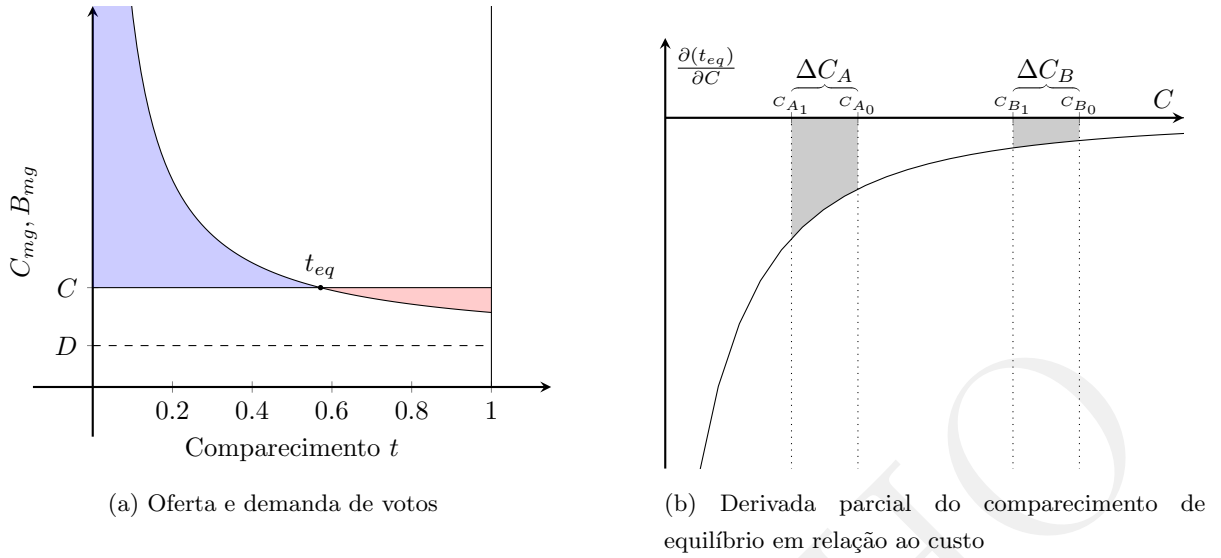 C_{mg}, B_{mg}
t_{eq}
C
D
0.2 0.4 0.6 0.8 1
Comparecimento t
(a) Oferta e demanda de votos
∂(t_{eq})
∂C
ΔC_A ΔC_B
C_{A_1} C_{A_0} C_{B_1} C_{B_0} C
(b) Derivada parcial do comparecimento de
equilíbrio em relação ao custo